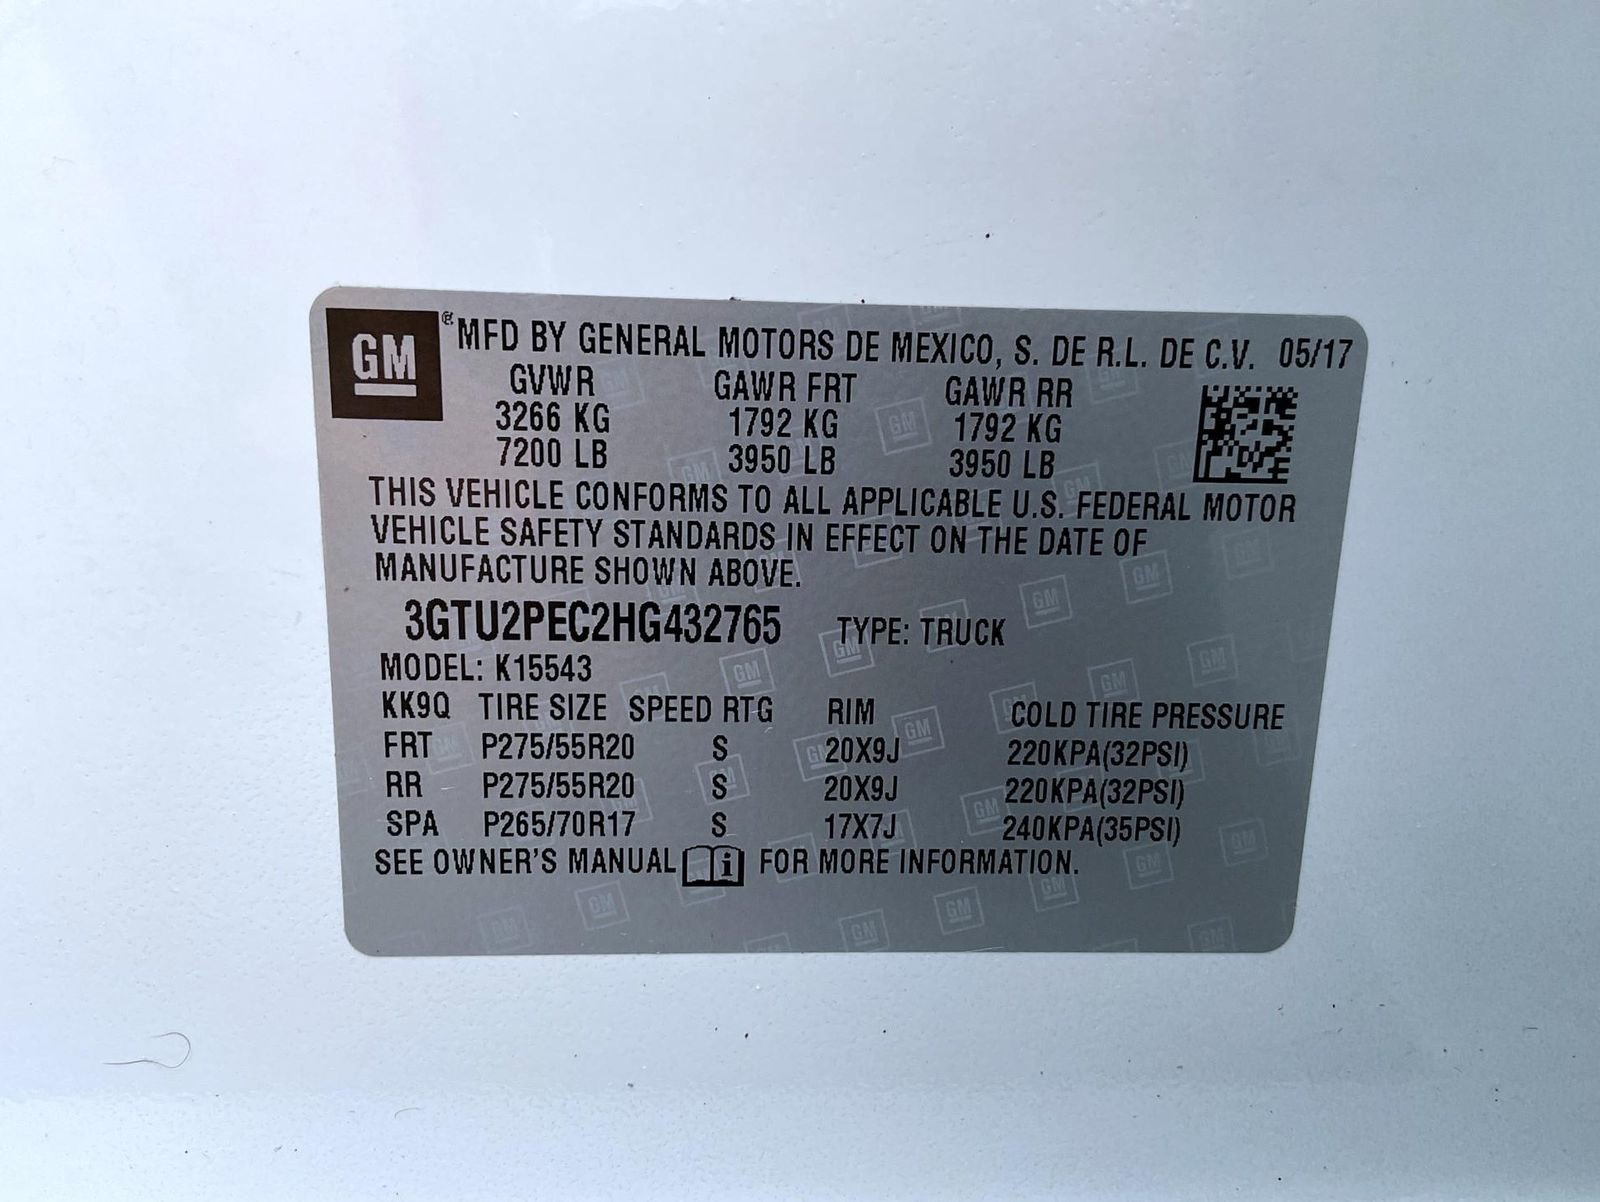 GM ® MFD BY GENERAL MOTORS DE MEXICO, S. DE R.L. DE C.V. 05/17
GVWR GAWR FRT GAWR RR
3266 KG 1792 KG 1792 KG
7200 LB 3950 LB 3950 LB
THIS VEHICLE CONFORMS TO ALL APPLICABLE U.S. FEDERAL MOTOR
VEHICLE SAFETY STANDARDS IN EFFECT ON THE DATE OF
MANUFACTURE SHOWN ABOVE.
3GTU2PEC2HG432765 TYPE: TRUCK
MODEL: K15543
KK9Q TIRE SIZE SPEED RTG RIM COLD TIRE PRESSURE
FRT P275/55R20 S 20X9J 220KPA(32PSI)
RR P275/55R20 S 20X9J 220KPA(32PSI)
SPA P265/70R17 S 17X7J 240KPA(35PSI)
SEE OWNER'S MANUAL i FOR MORE INFORMATION.